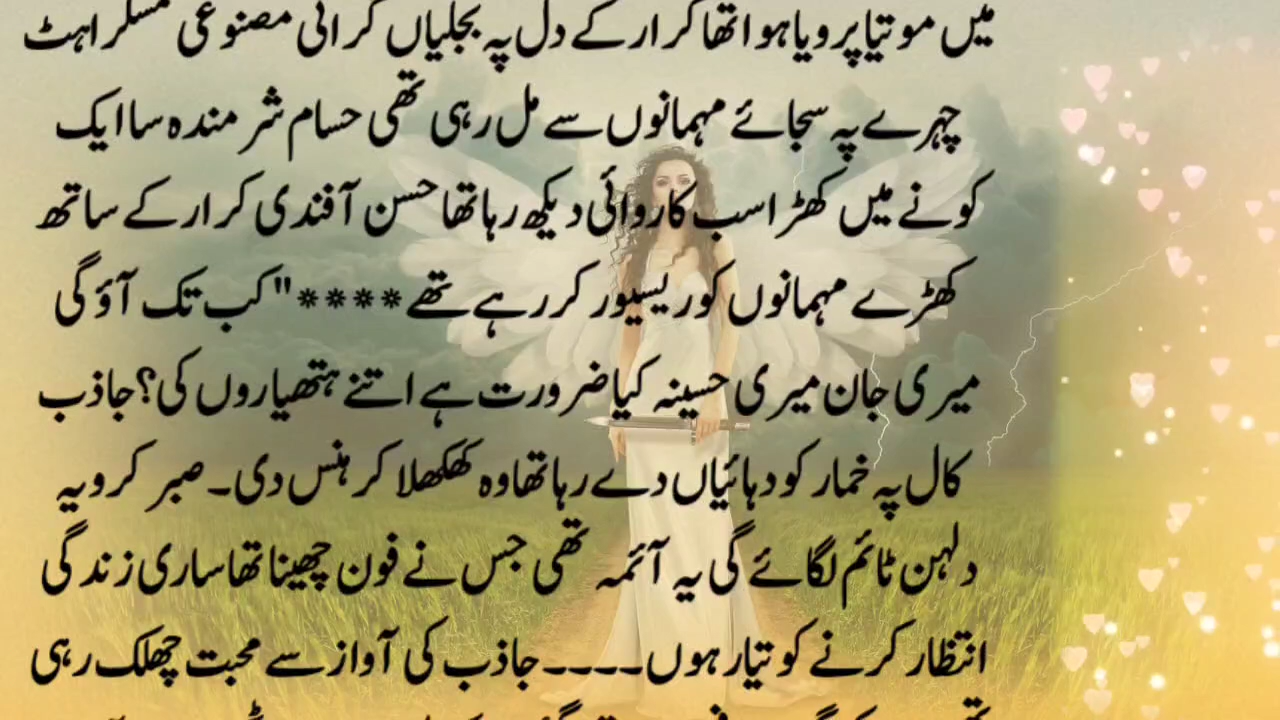 میں موتیا پرویا ہوا تھا کرار کے دل پہ بجلیاں گراتی مصنوعی مسکراہٹ
چہرے پہ سجائے مہمانوں سے مل رہی تھی حسام شرمندہ سا ایک
کونے میں کھڑا سب کاروائی دیکھ رہا تھا حسن آفندی کرار کے ساتھ
کھڑے مہمانوں کو ریسیور کر رہے تھے****"کب تک آؤ گی
میری جان میری حسینہ کیا ضرورت ہے اتنے ہتھیاروں کی؟ جاذب
کال پہ خمار کو دہائیاں دے رہا تھا وہ کھکھلا کر ہنس دی۔ صبر کرو یہ
دلہن ٹائم لگائے گی یہ آئمہ تھی جس نے فون چھینا تھا ساری زندگی
انتظار کرنے کو تیار ہوں۔۔۔۔ جاذب کی آواز سے محبت چھلک رہی